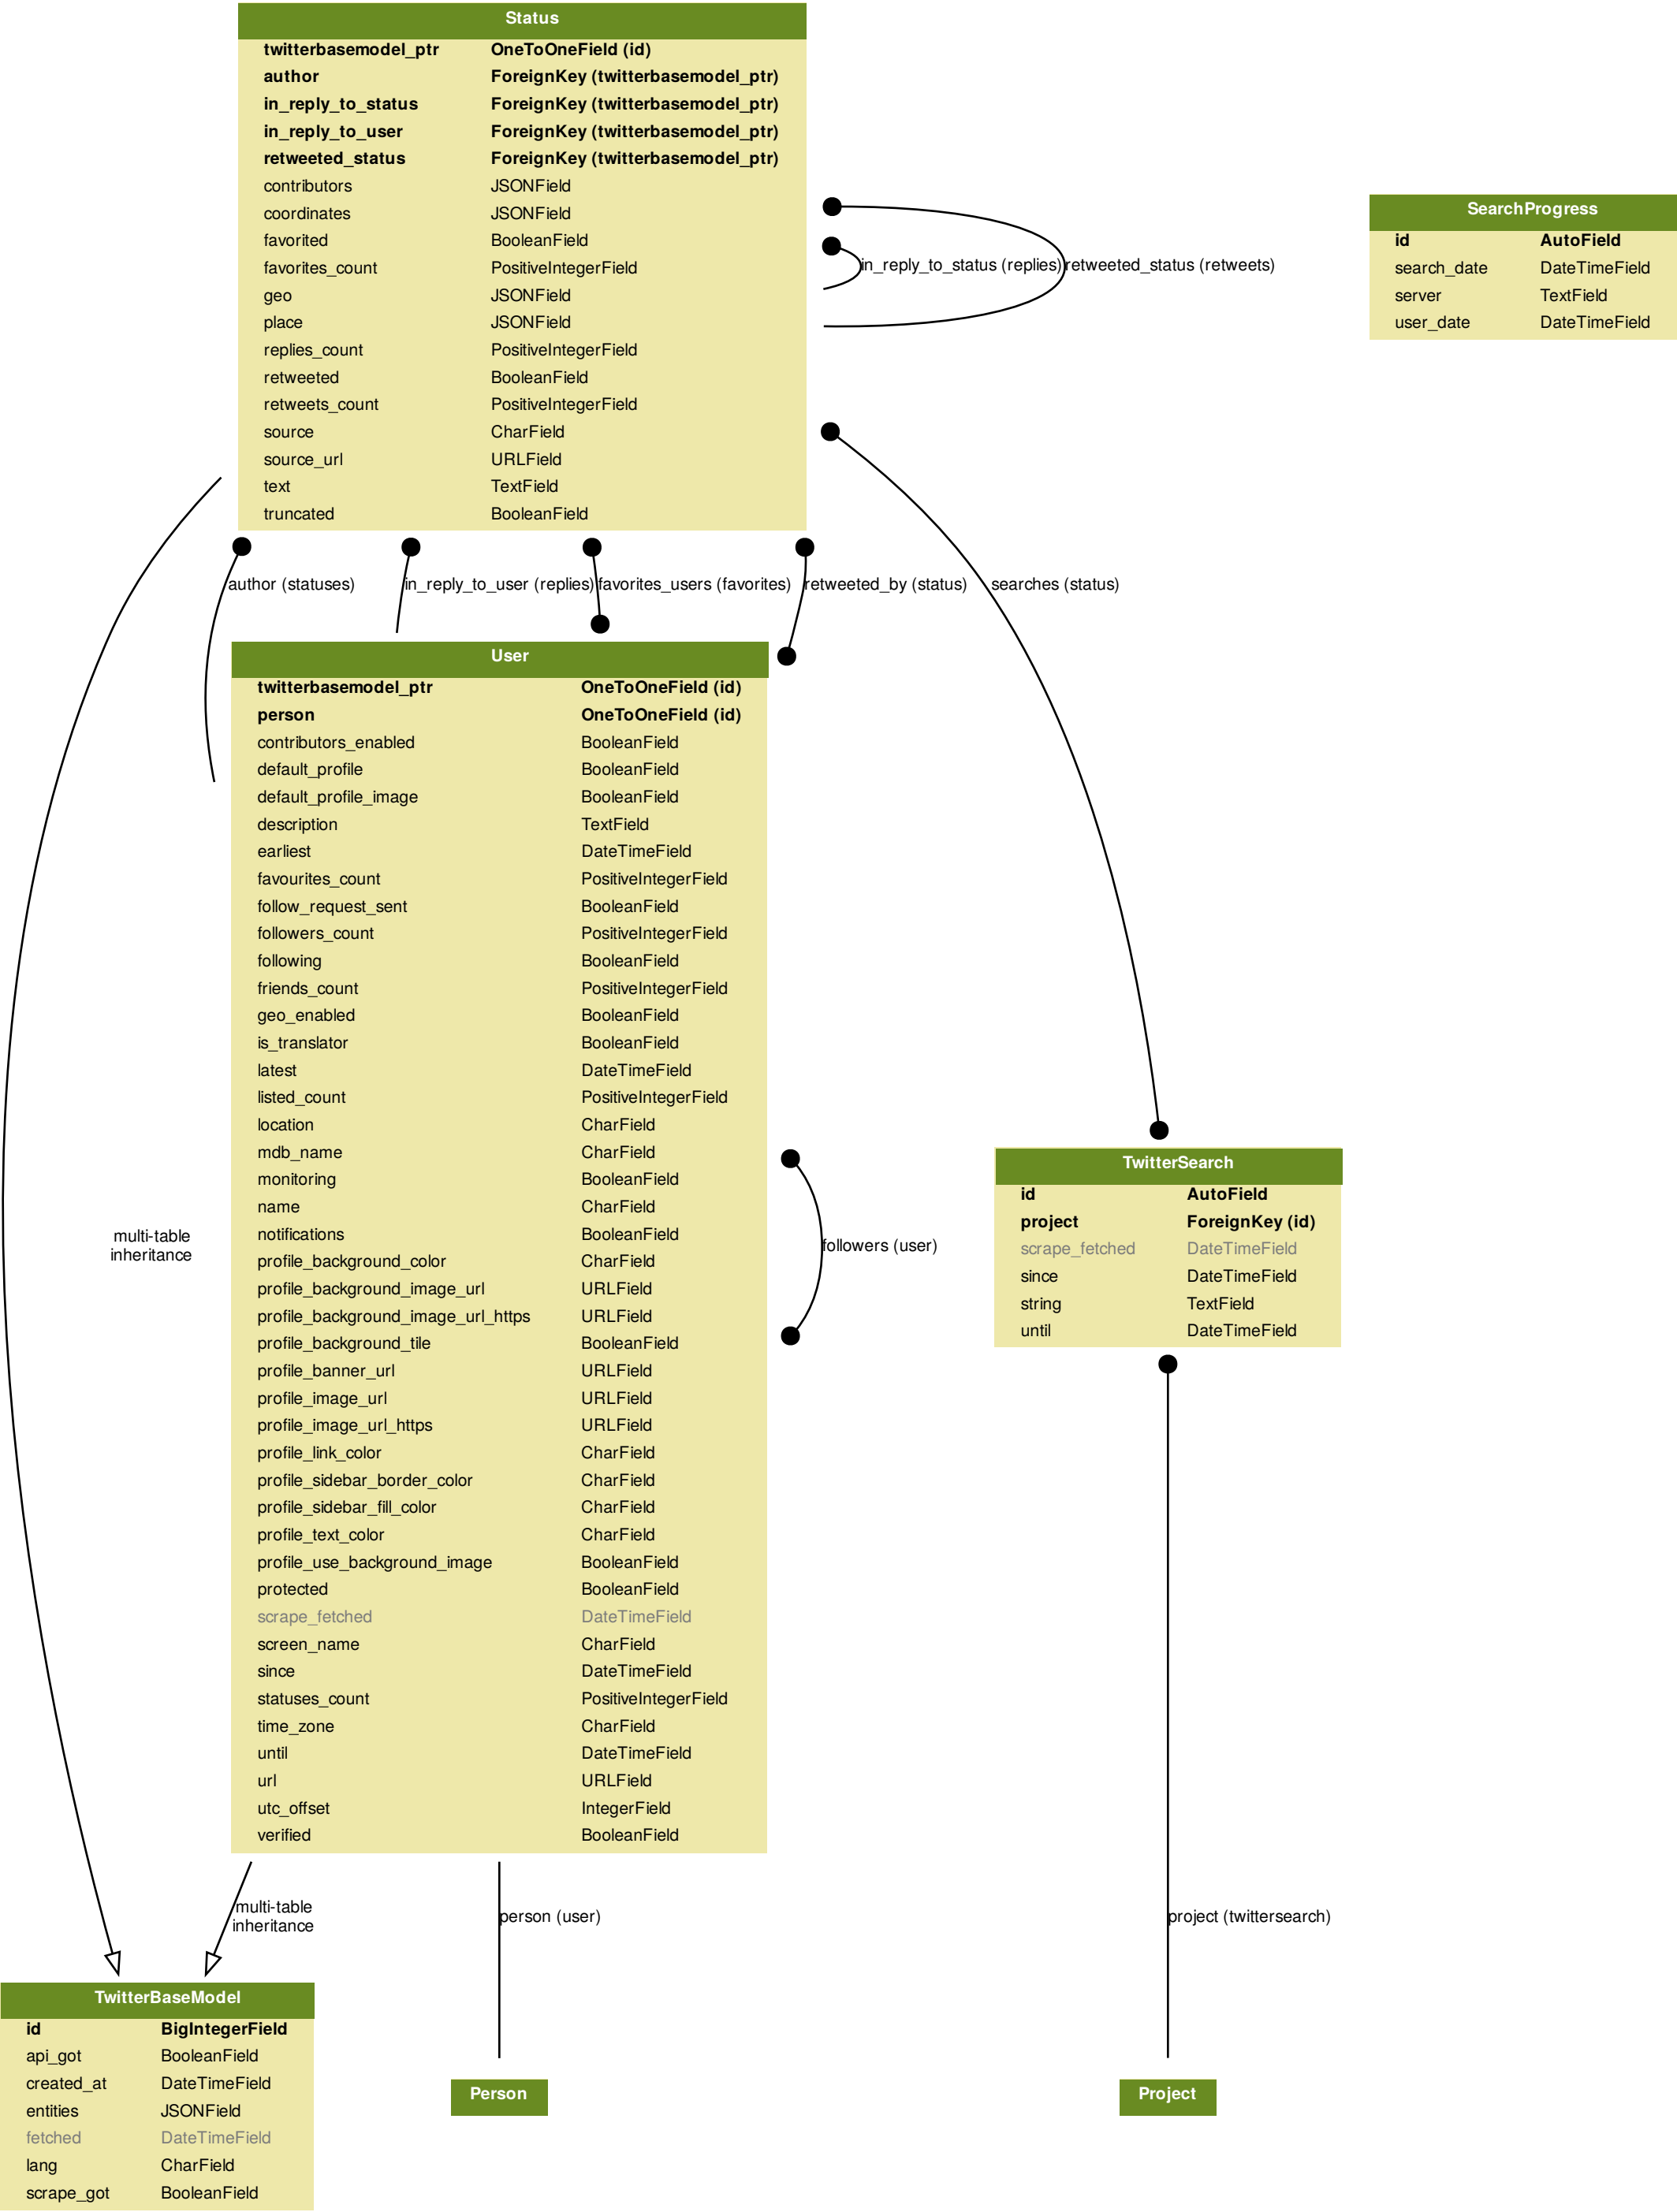 Status
twitterbasemodel_ptr OneToOneField (id)
author ForeignKey (twitterbasemodel_ptr)
in_reply_to_status ForeignKey (twitterbasemodel_ptr)
in_reply_to_user ForeignKey (twitterbasemodel_ptr)
retweeted_status ForeignKey (twitterbasemodel_ptr)
contributors JSONField
coordinates JSONField
favorited BooleanField
favorites_count PositiveIntegerField
geo JSONField
place JSONField
replies_count PositiveIntegerField
retweeted BooleanField
retweets_count PositiveIntegerField
source CharField
source_url URLField
text TextField
truncated BooleanField
in_reply_to_status (replies)
retweeted_status (retweets)
SearchProgress
id AutoField
search_date DateTimeField
server TextField
user_date DateTimeField
author (statuses)
in_reply_to_user (replies)
favorites_users (favorites)
retweeted_by (status)
searches (status)
User
twitterbasemodel_ptr OneToOneField (id)
person OneToOneField (id)
contributors_enabled BooleanField
default_profile BooleanField
default_profile_image BooleanField
description TextField
earliest DateTimeField
favourites_count PositiveIntegerField
follow_request_sent BooleanField
followers_count PositiveIntegerField
following BooleanField
friends_count PositiveIntegerField
geo_enabled BooleanField
is_translator BooleanField
latest DateTimeField
listed_count PositiveIntegerField
location CharField
mdb_name CharField
monitoring BooleanField
name CharField
notifications BooleanField
profile_background_color CharField
profile_background_image_url URLField
profile_background_image_url_https URLField
profile_background_tile BooleanField
profile_banner_url URLField
profile_image_url URLField
profile_image_url_https URLField
profile_link_color CharField
profile_sidebar_border_color CharField
profile_sidebar_fill_color CharField
profile_text_color CharField
profile_use_background_image BooleanField
protected BooleanField
scrape_fetched DateTimeField
screen_name CharField
since DateTimeField
statuses_count PositiveIntegerField
time_zone CharField
until DateTimeField
url URLField
utc_offset IntegerField
verified BooleanField
multi-table
inheritance
followers (user)
TwitterSearch
id AutoField
project ForeignKey (id)
scrape_fetched DateTimeField
since DateTimeField
string TextField
until DateTimeField
multi-table
inheritance
person (user)
project (twittersearch)
TwitterBaseModel
id BigIntegerField
api_got BooleanField
created_at DateTimeField
entities JSONField
fetched DateTimeField
lang CharField
scrape_got BooleanField
Person
Project